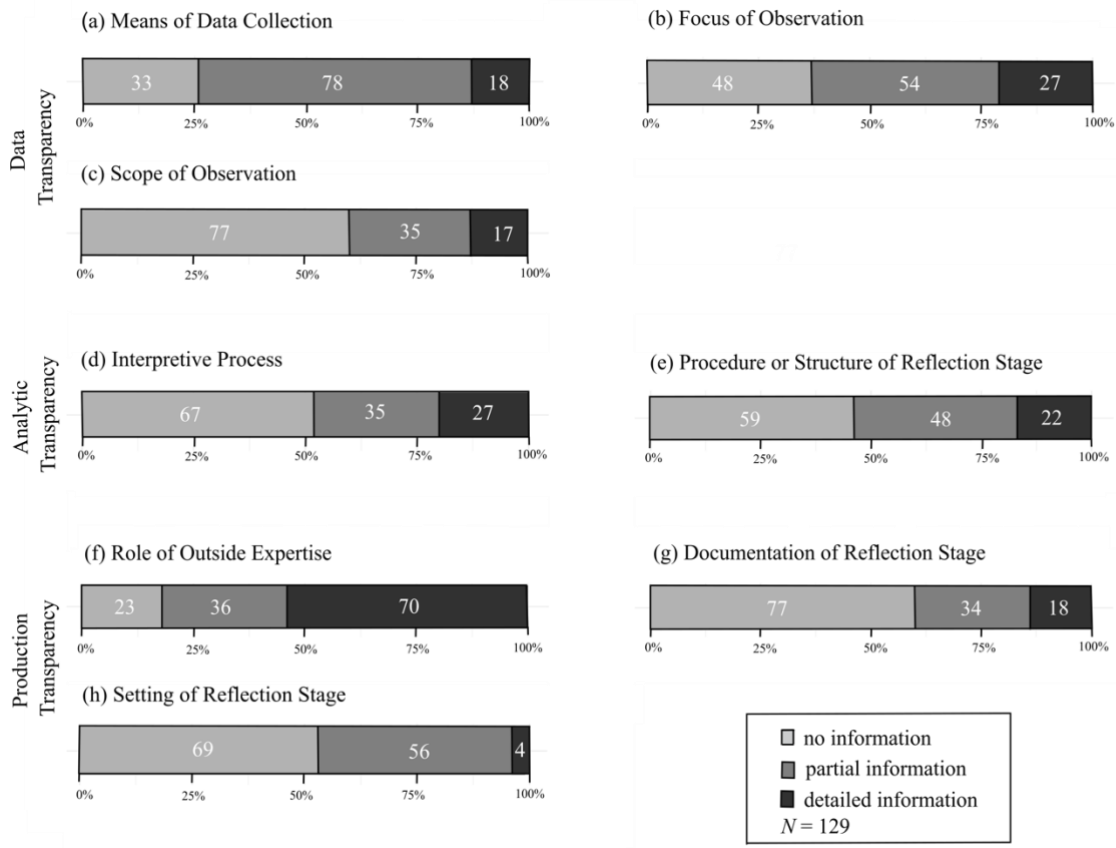 (a) Means of Data Collection
33 78 18
0% 25% 50% 75% 100%
(b) Focus of Observation
48 54 27
0% 25% 50% 75% 100%
Data
Transparency
(c) Scope of Observation
77 35 17
0% 25% 50% 75% 100%
(d) Interpretive Process
67 35 27
0% 25% 50% 75% 100%
(e) Procedure or Structure of Reflection Stage
59 48 22
0% 25% 50% 75% 100%
Analytic
Transparency
(f) Role of Outside Expertise
23 36 70
0% 25% 50% 75% 100%
(g) Documentation of Reflection Stage
77 34 18
0% 25% 50% 75% 100%
Production
Transparency
(h) Setting of Reflection Stage
69 56 4
0% 25% 50% 75% 100%
no information
partial information
detailed information
N = 129